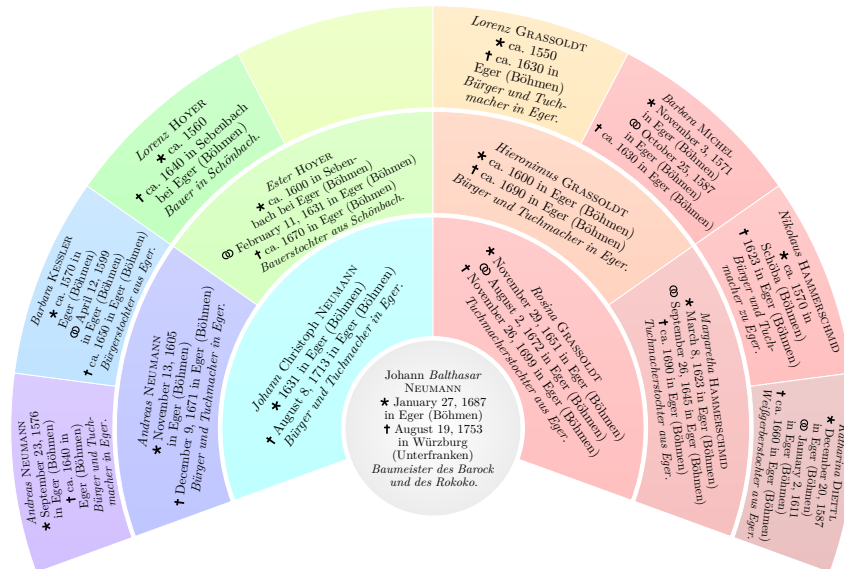 Johann Balthasar
NEUMANN
* January 27, 1687
in Eger (Böhmen)
† August 19, 1753
in Würzburg
(Unterfranken)
Baumeister des Barock
und des Rokoko.
Johann Christoph NEUMANN
* 1631 in Eger (Böhmen)
† August 8, 1713 in Eger (Böhmen)
Bürger und Tuchmacher in Eger.
Rosina GRASSOLDT
* November 29, 1651 in Eger (Böhmen)
⚭ August 2, 1672 in Eger (Böhmen)
† November 26, 1699 in Eger (Böhmen)
Tuchmacherstochter aus Eger.
Andreas NEUMANN
* November 13, 1605
in Eger (Böhmen)
† December 9, 1671 in Eger (Böhmen)
Bürger und Tuchmacher in Eger.
Ester HOYER
* ca. 1600 in Seben-
bach bei Eger (Böhmen)
⚭ February 11, 1631 in Eger (Böhmen)
† ca. 1670 in Eger (Böhmen)
Bauerstochter aus Schönbach.
Hieronimus GRASSOLDT
* ca. 1600 in Eger (Böhmen)
† ca. 1690 in Eger (Böhmen)
Bürger und Tuchmacher in Eger.
Margaretha HAMMERSCHMID
* March 8, 1623 in Eger (Böhmen)
⚭ September 26, 1645 in Eger (Böhmen)
† ca. 1690 in Eger (Böhmen)
Tuchmacherstochter aus Eger.
Andreas NEUMANN
* September 23, 1576
in Eger (Böhmen)
† ca. 1640 in
Eger (Böhmen)
Bürger und Tuch-
macher in Eger.
Barbara KESSLER
* ca. 1570 in
Eger (Böhmen)
⚭ April 12, 1599
in Eger (Böhmen)
† ca. 1650 in Eger (Böhmen)
Bürgerstochter aus Eger.
Lorenz HOYER
* ca. 1560
† ca. 1640 in Sebenbach
bei Eger (Böhmen)
Bauer in Schönbach.
Lorenz GRASSOLDT
* ca. 1550
† ca. 1630 in
Eger (Böhmen)
Bürger und Tuch-
macher in Eger.
Barbara MICHEL
* November 3, 1571
in Eger (Böhmen)
⚭ October 25, 1587
in Eger (Böhmen)
† ca. 1630 in Eger (Böhmen)
Nikolaus HAMMERSCHMID
* ca. 1570 in
Schöba (Böhmen)
† 1623 in Eger (Böhmen)
Bürger und Tuch-
macher zu Eger.
Katharina DIETTL
* December 20, 1587
in Eger (Böhmen)
⚭ January 2, 1611
in Eger (Böhmen)
† ca. 1660 in Eger (Böhmen)
Weißgerberstochter aus Eger.